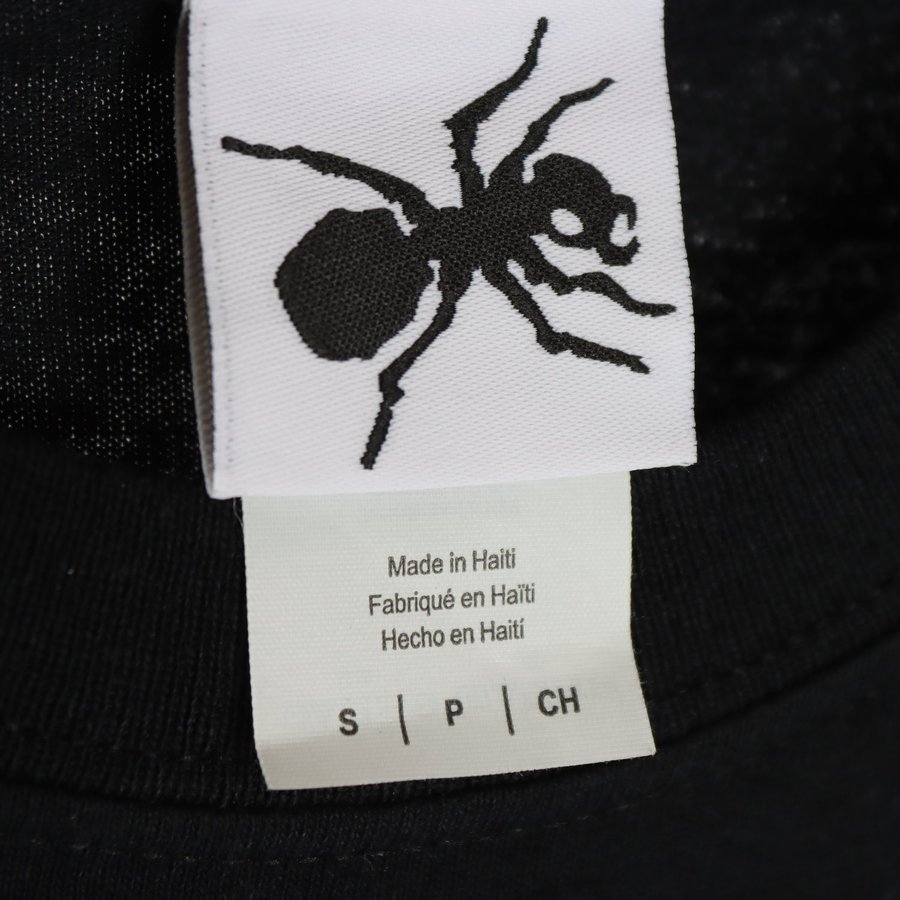 Made in Haiti
Fabriqué en Haïti
Hecho en Haití
S | P | CH